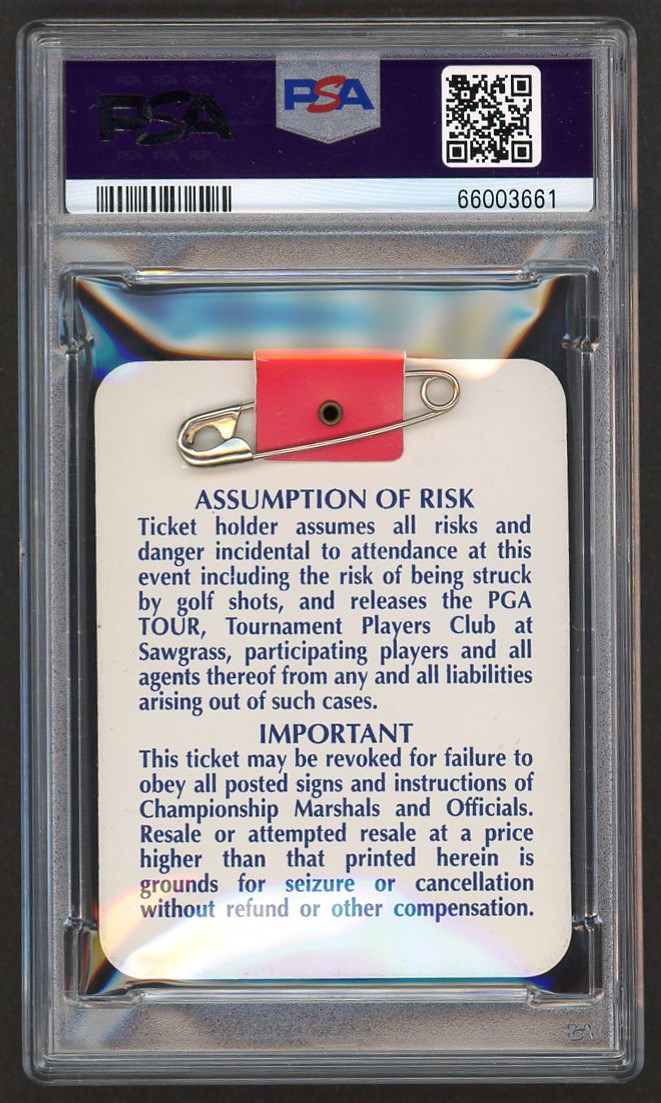 PSA
PSA
66003661
ASSUMPTION OF RISK
Ticket holder assumes all risks and
danger incidental to attendance at this
event including the risk of being struck
by golf shots, and releases the PGA
TOUR, Tournament Players Club at
Sawgrass, participating players and all
agents thereof from any and all liabilities
arising out of such cases.
IMPORTANT
This ticket may be revoked for failure to
obey all posted signs and instructions of
Championship Marshals and Officials.
Resale or attempted resale at a price
higher than that printed herein is
grounds for seizure or cancellation
without refund or other compensation.
PSA